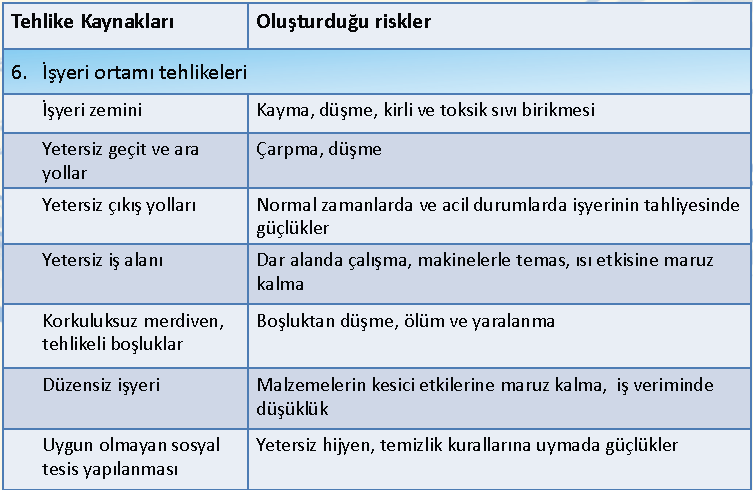 Tehlike Kaynakları Oluşturduğu riskler
6. İşyeri ortamı tehlikeleri
İşyeri zemini Kayma, düşme, kirli ve toksik sıvı birikmesi
Yetersiz geçit ve ara
yollar
Çarpma, düşme
Yetersiz çıkış yolları
Normal zamanlarda ve acil durumlarda işyerinin tahliyesinde
güçlükler
Yetersiz iş alanı
Dar alanda çalışma, makinelerle temas, ısı etkisine maruz
kalma
Korkuluksuz merdiven,
tehlikeli boşluklar
Boşluktan düşme, ölüm ve yaralanma
Düzensiz işyeri
Malzemelerin kesici etkilerine maruz kalma, iş veriminde
düşüklük
Uygun olmayan sosyal
tesis yapılanması
Yetersiz hijyen, temizlik kurallarına uymada güçlükler